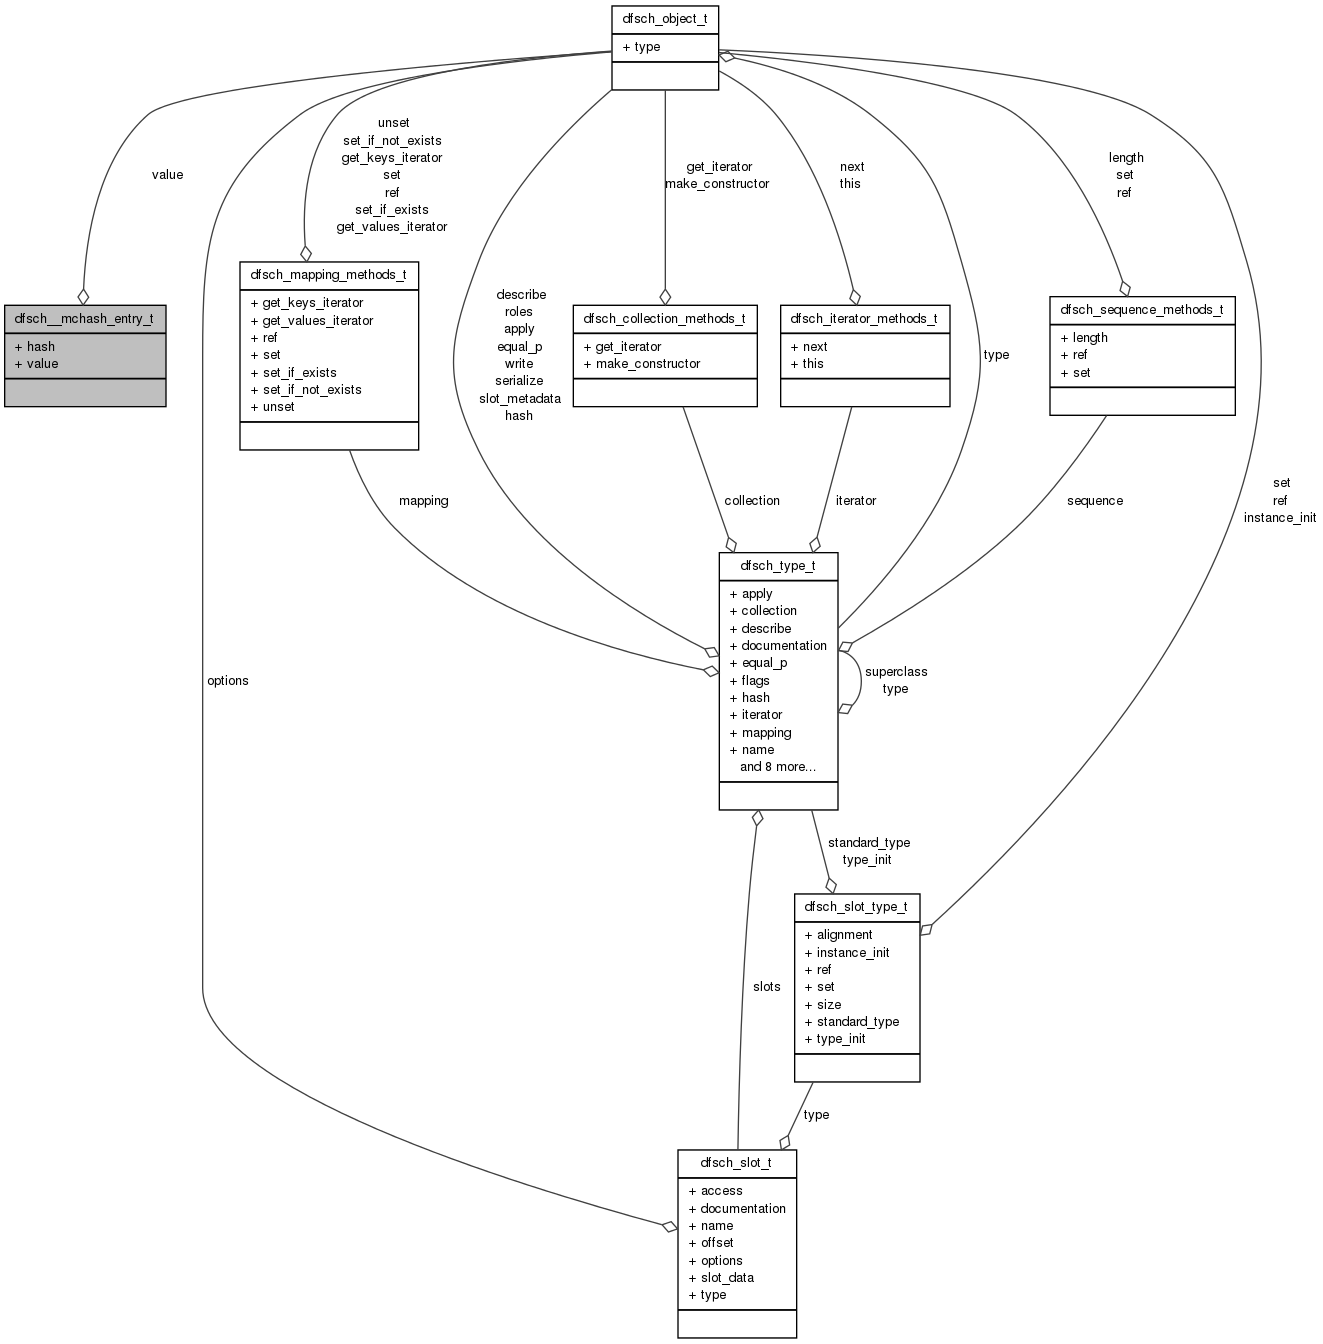 dfsch_object_t
+ type
value
unset
set_if_not_exists
get_keys_iterator
set
ref
set_if_exists
get_values_iterator
get_iterator
make_constructor
next
this
length
set
ref
dfsch__mchash_entry_t
+ hash
+ value
dfsch_mapping_methods_t
+ get_keys_iterator
+ get_values_iterator
+ ref
+ set
+ set_if_exists
+ set_if_not_exists
+ unset
describe
roles
apply
equal_p
write
serialize
slot_metadata
hash
dfsch_collection_methods_t
+ get_iterator
+ make_constructor
dfsch_iterator_methods_t
+ next
+ this
type
dfsch_sequence_methods_t
+ length
+ ref
+ set
mapping
collection
iterator
sequence
set
ref
instance_init
options
dfsch_type_t
+ apply
+ collection
+ describe
+ documentation
+ equal_p
+ flags
+ hash
+ iterator
+ mapping
+ name
and 8 more...
superclass
type
standard_type
type_init
slots
dfsch_slot_type_t
+ alignment
+ instance_init
+ ref
+ set
+ size
+ standard_type
+ type_init
type
dfsch_slot_t
+ access
+ documentation
+ name
+ offset
+ options
+ slot_data
+ type